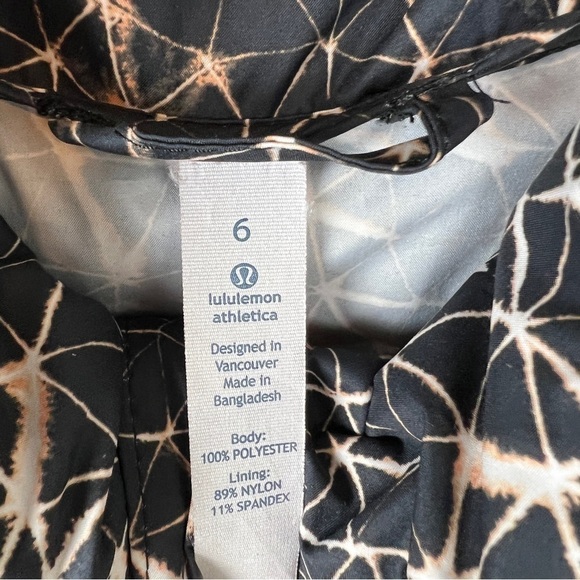 6
lululemon
athletica
Designed in
Vancouver
Made in
Bangladesh
Body:
100% POLYESTER
Lining:
89% NYLON
11% SPANDEX